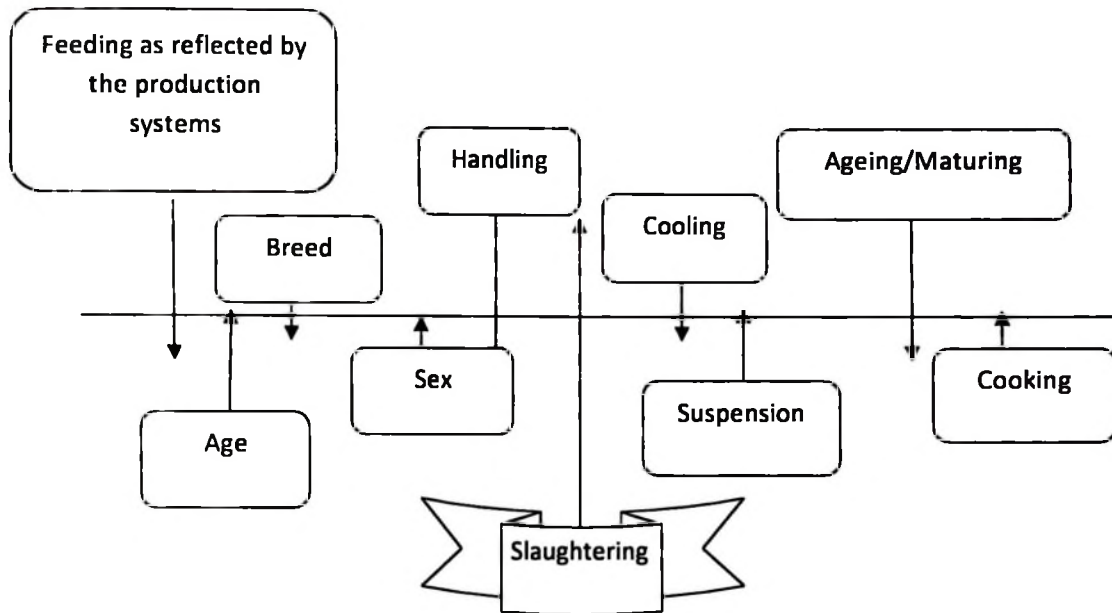 Feeding as reflected by
the production
systems
Handling
Ageing/Maturing
Breed
Cooling
Sex
Cooking
Suspension
Age
Slaughtering